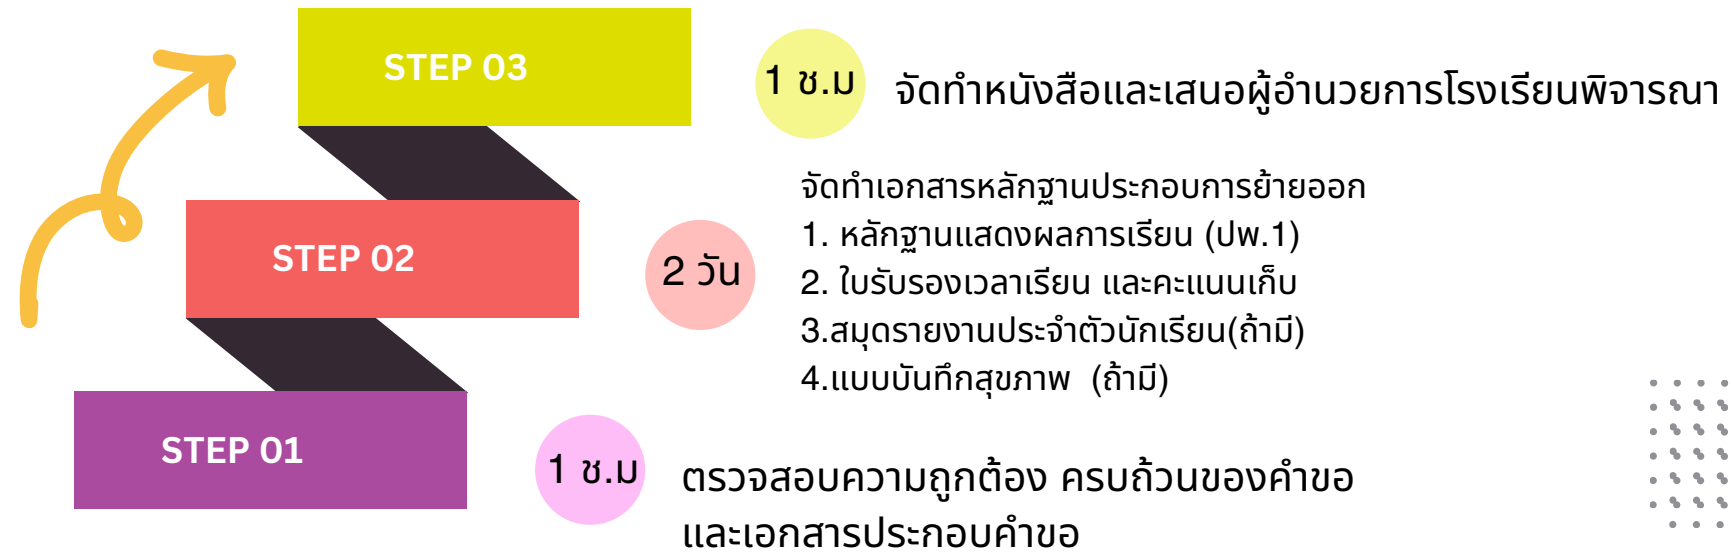 STEP 03
1 ช.ม
จัดทำหนังสือและเสนอผู้อำนวยการโรงเรียนพิจารณา
STEP 02
2 วัน
จัดทำเอกสารหลักฐานประกอบการย้ายออก
1. หลักฐานแสดงผลการเรียน (ปพ.1)
2. ใบรับรองเวลาเรียน และคะแนนเก็บ
3.สมุดรายงานประจำตัวนักเรียน(ถ้ามี)
4.แบบบันทึกสุขภาพ  (ถ้ามี)
STEP 01
1 ช.ม
ตรวจสอบความถูกต้อง ครบถ้วนของคำขอ
และเอกสารประกอบคำขอ